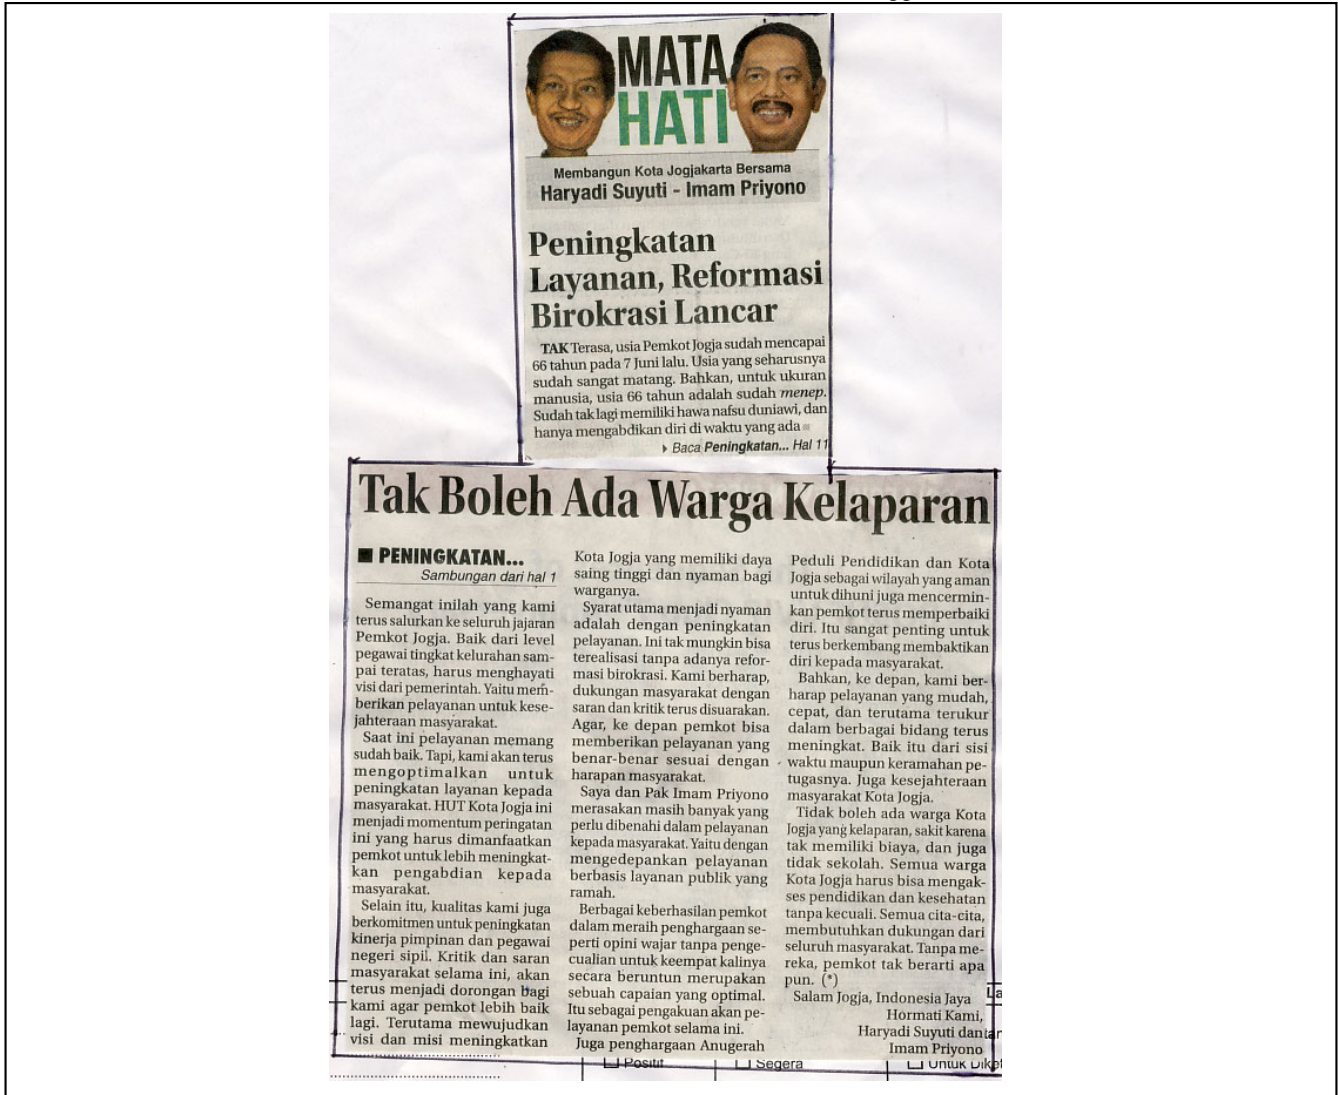 MATA
HATI
Membangun Kota Jogjakarta Bersama
Haryadi Suyuti - Imam Priyono
Peningkatan
Layanan, Reformasi
Birokrasi Lancar
TAK Terasa, usia Pemkot Jogja sudah mencapai
66 tahun pada 7 Juni lalu. Usia yang seharusnya
sudah sangat matang. Bahkan, untuk ukuran
manusia, usia 66 tahun adalah sudah menep.
Sudah tak lagi memiliki hawa nafsu duniawi, dan
hanya mengabdikan diri di waktu yang ada
Baca Peningkatan... Hal 11
Tak Boleh Ada Warga Kelaparan
PENINGKATAN...
Sambungan dari hal 1
Semangat inilah yang kami
terus salurkan ke seluruh jajaran
Pemkot Jogja. Baik dari level
pegawai tingkat kelurahan sam-
pai teratas, harus menghayati
visi dari pemerintah. Yaitu mem-
berikan pelayanan untuk kese-
jahteraan masyarakat.
Saat ini pelayanan memang
sudah baik. Tapi, kami akan terus
mengoptimalkan untuk
peningkatan layanan kepada
masyarakat. HUT Kota Jogja ini
menjadi momentum peringatan
ini yang harus dimanfaatkan
pemkot untuk lebih meningkat-
kan pengabdian kepada
masyarakat.
Selain itu, kualitas kami juga
berkomitmen untuk peningkatan
kinerja pimpinan dan pegawai
negeri sipil. Kritik dan saran
masyarakat selama ini, akan
terus menjadi dorongan bagi
kami agar pemkot lebih baik
lagi. Terutama mewujudkan
visi dan misi meningkatkan
Kota Jogja yang memiliki daya
saing tinggi dan nyaman bagi
warganya.
Syarat utama menjadi nyaman
adalah dengan peningkatan
pelayanan. Ini tak mungkin bisa
terealisasi tanpa adanya refor-
masi birokrasi. Kami berharap,
dukungan masyarakat dengan
saran dan kritik terus disuarakan.
Agar, ke depan pemkot bisa
memberikan pelayanan yang
benar-benar sesuai dengan
harapan masyarakat.
Saya dan Pak Imam Priyono
merasakan masih banyak yang
perlu dibenahi dalam pelayanan
kepada masyarakat. Yaitu dengan
mengedepankan pelayanan
berbasis layanan publik yang
ramah.
Berbagai keberhasilan pemkot
dalam meraih penghargaan se-
perti opini wajar tanpa penge-
cualian untuk keempat kalinya
secara beruntun merupakan
sebuah capaian yang optimal.
Itu sebagai pengakuan akan pe-
layanan pemkot selama ini.
Juga penghargaan Anugerah
Peduli Pendidikan dan Kota
Jogja sebagai wilayah yang aman
untuk dihuni juga mencermin-
kan pemkot terus memperbaiki
diri. Itu sangat penting untuk
terus berkembang membaktikan
diri kepada masyarakat.
Bahkan, ke depan, kami ber-
harap pelayanan yang mudah,
cepat, dan terutama terukur
dalam berbagai bidang terus
meningkat. Baik itu dari sisi
waktu maupun keramahan pe-
tugasnya. Juga kesejahteraan
masyarakat Kota Jogja.
Tidak boleh ada warga Kota
Jogja yang kelaparan, sakit karena
tak memiliki biaya, dan juga
tidak sekolah. Semua warga
Kota Jogja harus bisa mengak-
ses pendidikan dan kesehatan
tanpa kecuali. Semua cita-cita,
membutuhkan dukungan dari
seluruh masyarakat. Tanpa me-
reka, pemkot tak berarti apa
pun. (*)
Salam Jogja, Indonesia Jaya
Hormati Kami,
Haryadi Suyuti dan
Imam Priyono
Positif
Segera